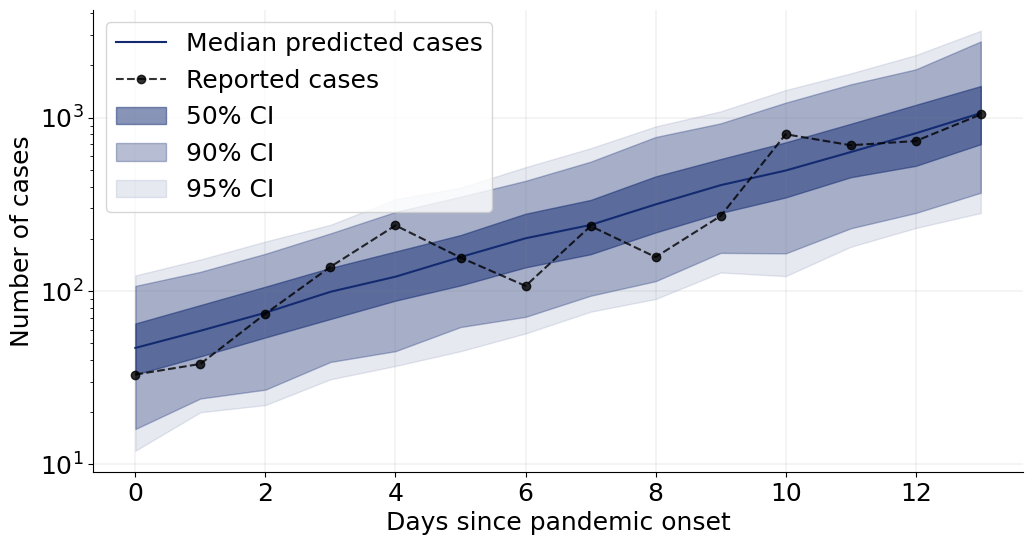 Median predicted cases
Reported cases
50% CI
90% CI
95% CI
Number of cases
10³
10²
10¹
0 2 4 6 8 10 12
Days since pandemic onset